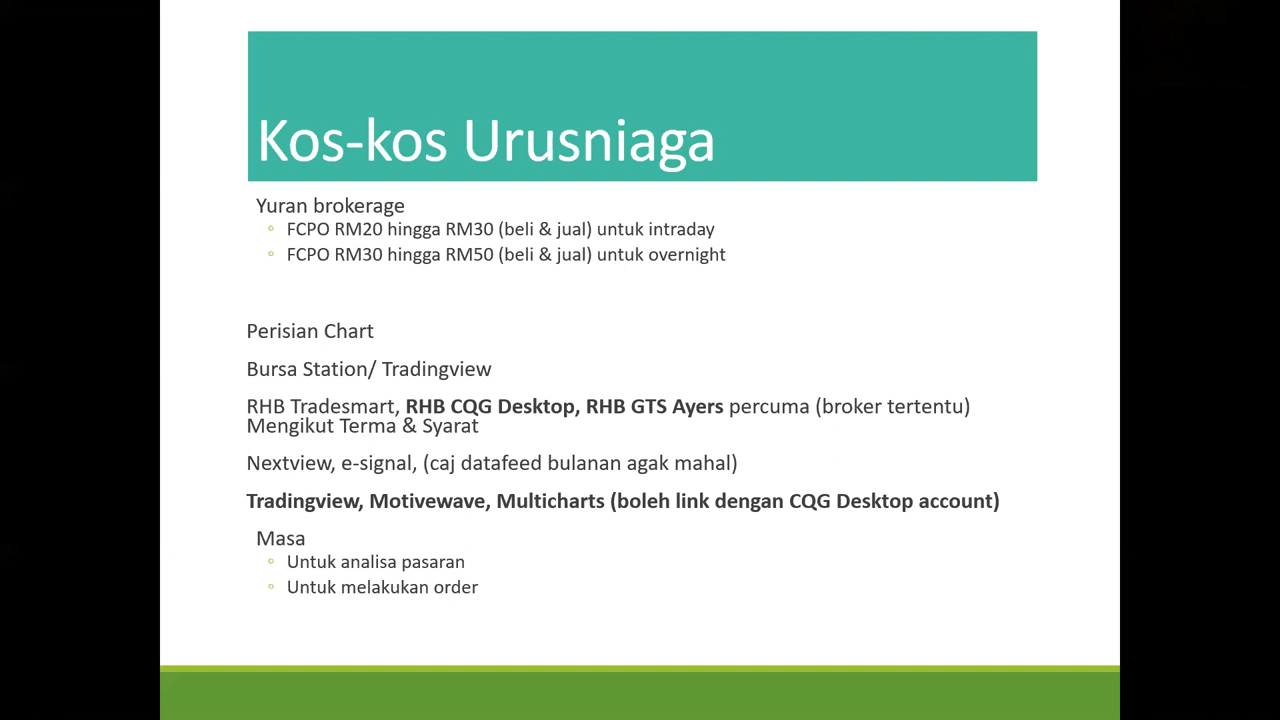 Kos-kos Urusniaga
Yuran brokerage
◦ FCPO RM20 hingga RM30 (beli & jual) untuk intraday
◦ FCPO RM30 hingga RM50 (beli & jual) untuk overnight
Perisian Chart
Bursa Station/ Tradingview
RHB Tradesmart, RHB CQG Desktop, RHB GTS Ayers percuma (broker tertentu)
Mengikut Terma & Syarat
Nextview, e-signal, (caj datafeed bulanan agak mahal)
Tradingview, Motivewave, Multicharts (boleh link dengan CQG Desktop account)
Masa
◦ Untuk analisa pasaran
◦ Untuk melakukan order